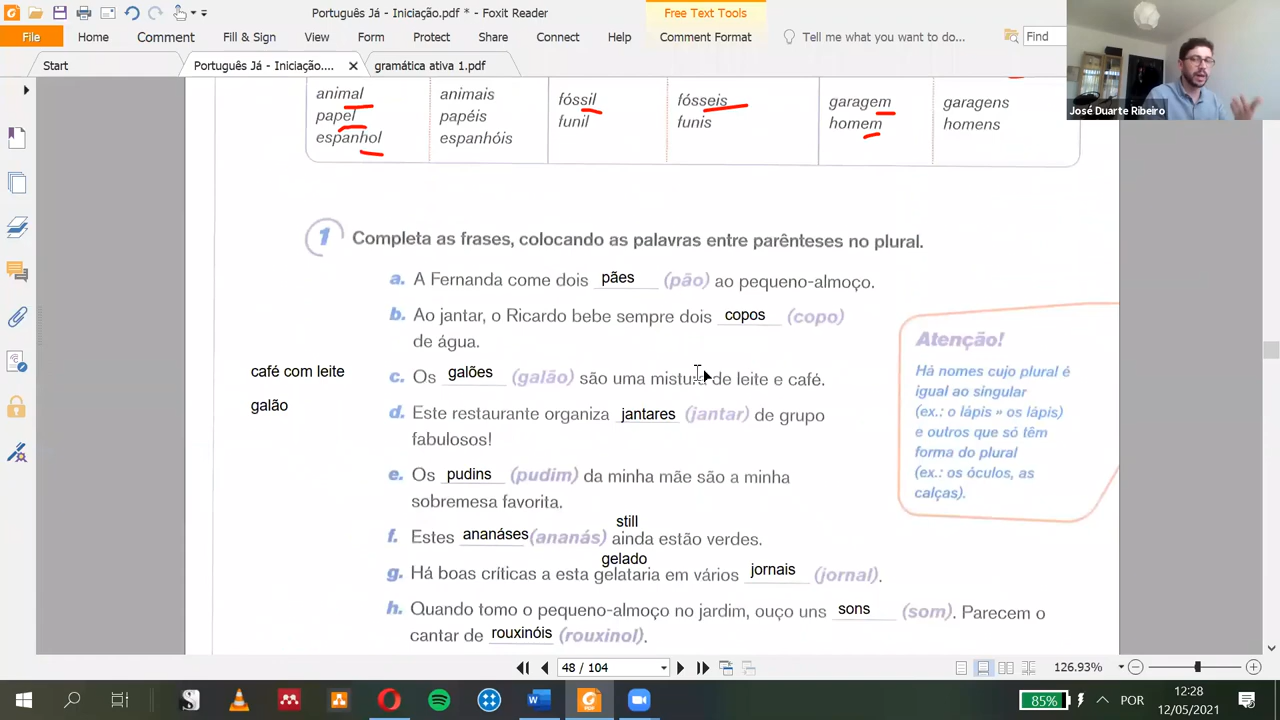 Português Já - Iniciação.pdf * - Foxit Reader
Free Text Tools
File
Home
Comment
Fill & Sign
View
Form
Protect
Share
Connect
Help
Comment Format
Tell me what you want to do...
Find
Start
Português Já - Iniciação....
gramática ativa 1.pdf
José Duarte Ribeiro
animal animais fóssil fósseis garagem garagens
papel papéis funil funis homem homens
espanhol espanhóis
1 Completa as frases, colocando as palavras entre parênteses no plural.
a. A Fernanda come dois pães (pão) ao pequeno-almoço.
b. Ao jantar, o Ricardo bebe sempre dois copos (copo)
de água.
café com leite
c. Os galões (galão) são uma mistura de leite e café.
galão
d. Este restaurante organiza jantares (jantar) de grupo
fabulosos!
e. Os pudins (pudim) da minha mãe são a minha
sobremesa favorita.
still
f. Estes ananáses (ananás) ainda estão verdes.
gelado
g. Há boas críticas a esta gelataria em vários jornais (jornal).
h. Quando tomo o pequeno-almoço no jardim, ouço uns sons (som). Parecem o
cantar de rouxinóis (rouxinol).
Atenção!
Há nomes cujo plural é
igual ao singular
(ex.: o lápis » os lápis)
e outros que só têm
forma do plural
(ex.: os óculos, as
calças).
48 / 104
126.93%
85%
POR
12:28
12/05/2021